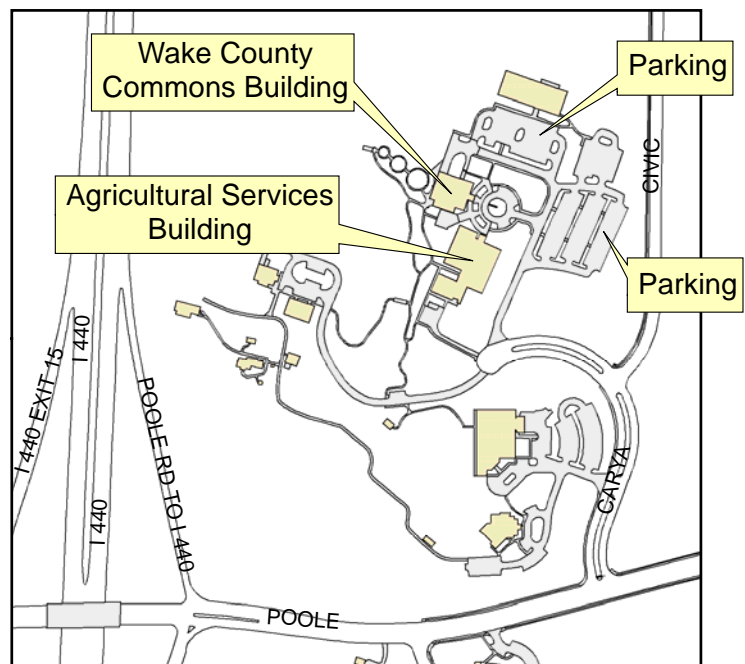 Wake County
Commons Building
Parking
Agricultural Services
Building
CIVIC
Parking
I 440
I 440 EXIT 15
POOLE RD TO I 440
I 440
CARYA
POOLE